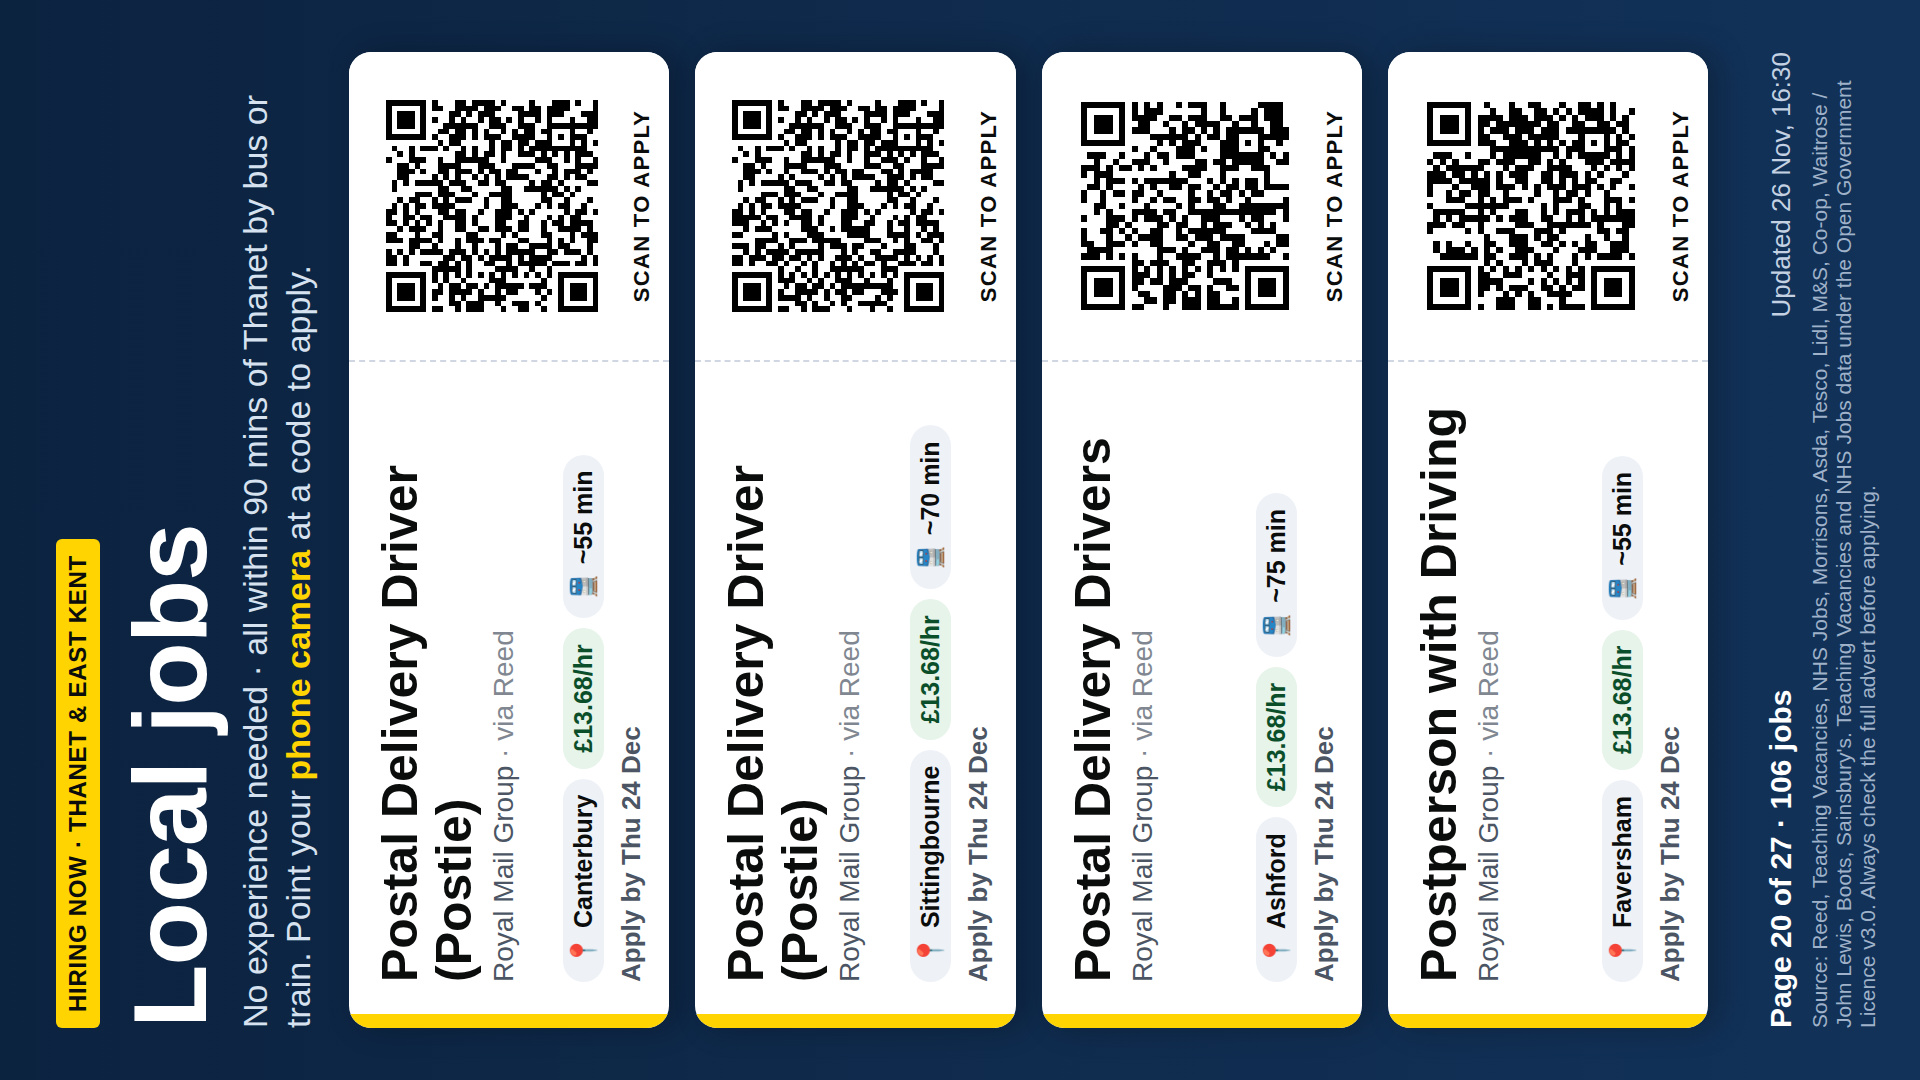 HIRING NOW · THANET & EAST KENT
Local jobs
No experience needed · all within 90 mins of Thanet by bus or
train. Point your phone camera at a code to apply.
Postal Delivery Driver
(Postie)
Royal Mail Group · via Reed
📍 Canterbury £13.68/hr 🚉 ~55 min
Apply by Thu 24 Dec
SCAN TO APPLY
Postal Delivery Driver
(Postie)
Royal Mail Group · via Reed
📍 Sittingbourne £13.68/hr 🚉 ~70 min
Apply by Thu 24 Dec
SCAN TO APPLY
Postal Delivery Drivers
Royal Mail Group · via Reed
📍 Ashford £13.68/hr 🚉 ~75 min
Apply by Thu 24 Dec
SCAN TO APPLY
Postperson with Driving
Royal Mail Group · via Reed
📍 Faversham £13.68/hr 🚉 ~55 min
Apply by Thu 24 Dec
SCAN TO APPLY
Page 20 of 27 · 106 jobs
Updated 26 Nov, 16:30
Source: Reed, Teaching Vacancies, NHS Jobs, Morrisons, Asda, Tesco, Lidl, M&S, Co-op, Waitrose /
John Lewis, Boots, Sainsbury's. Teaching Vacancies and NHS Jobs data under the Open Government
Licence v3.0. Always check the full advert before applying.